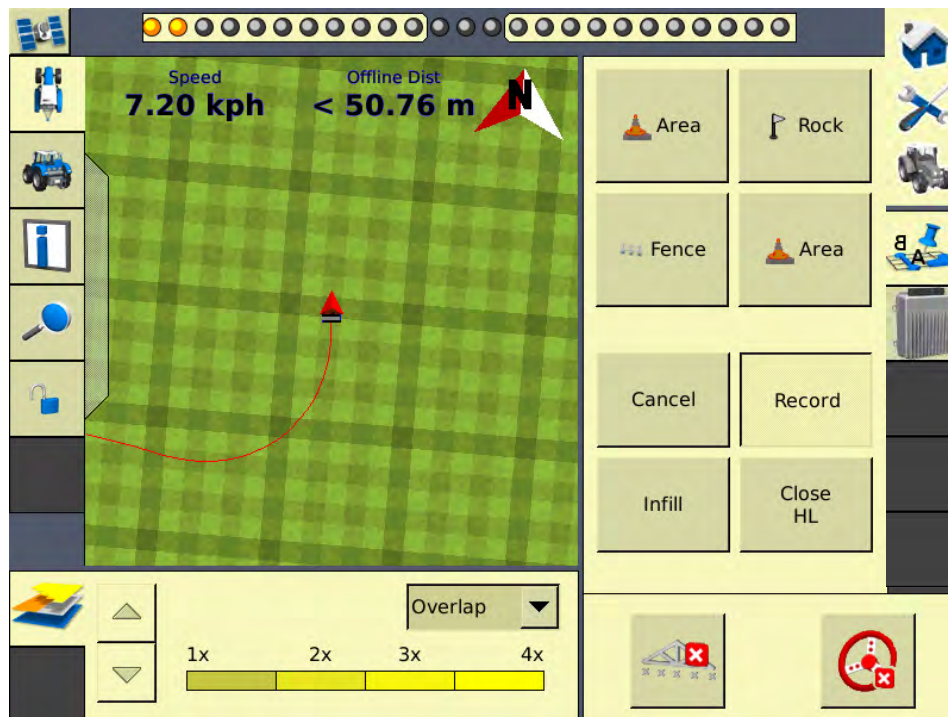 Speed
Offline Dist
7.20 kph
< 50.76 m
N
Area
Rock
Fence
Area
B
A
Cancel
Record
Infill
Close
HL
Overlap
1x
2x
3x
4x